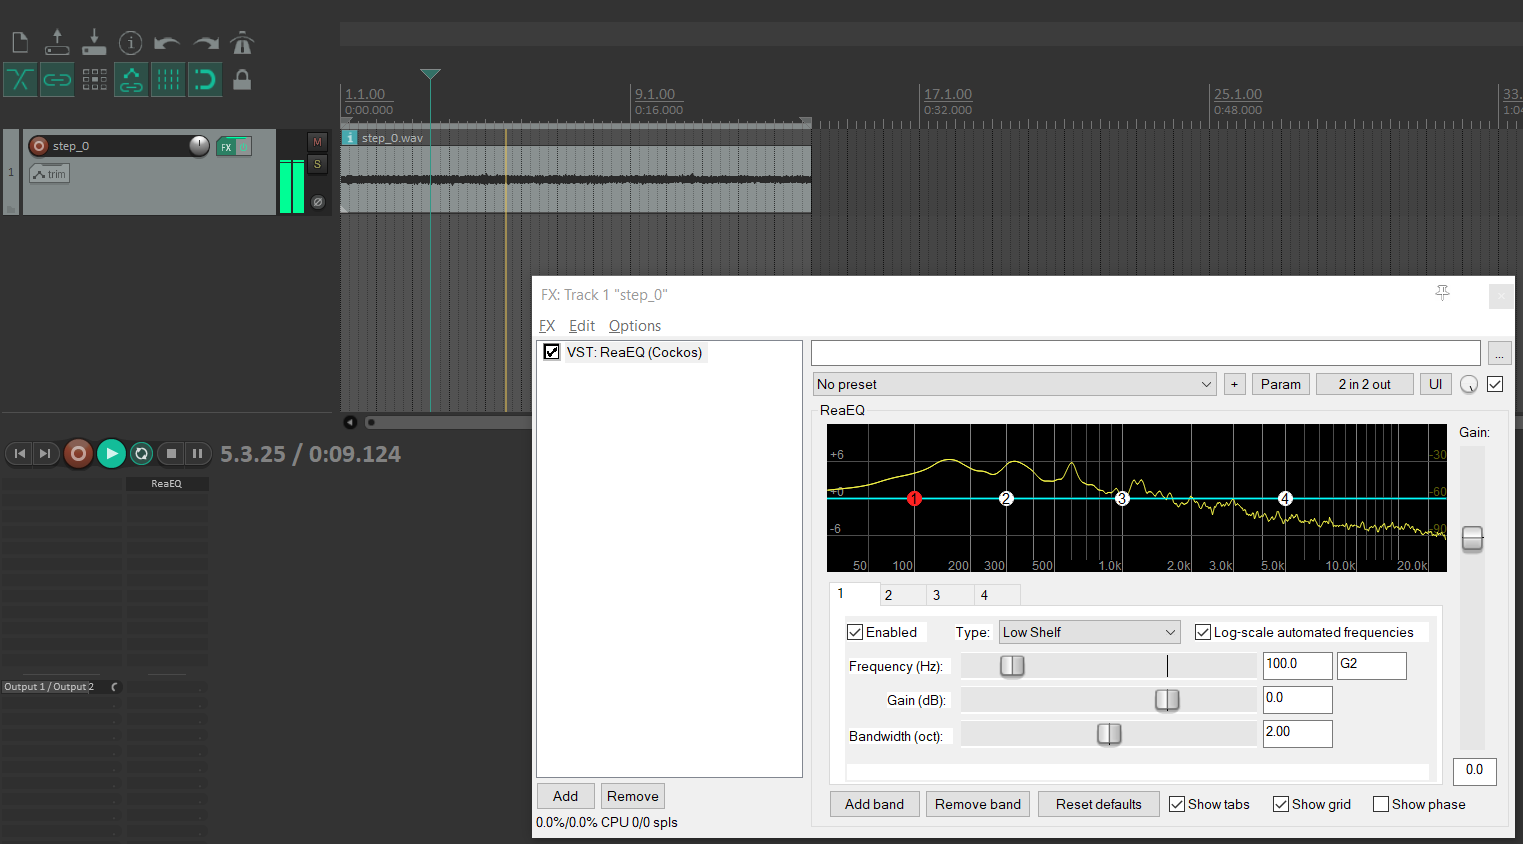 1.1.00
9.1.00
17.1.00
25.1.00
33.
0:00.000
0:16.000
0:32.000
0:48.000
1:04
step_0
FX
M
S
1
trim
step_0.wav
FX: Track 1 "step_0"
FX Edit Options
VST: ReaEQ (Cockos)
...
No preset
+
Param
2 in 2 out
UI
ReaEQ
Gain:
+6
-30
+0
-60
1
2
3
4
-6
-90
50
100
200
300
500
1.0k
2.0k
3.0k
5.0k
10.0k
20.0k
1
2
3
4
Enabled
Type:
Low Shelf
Log-scale automated frequencies
Frequency (Hz):
100.0
G2
Gain (dB):
0.0
Bandwidth (oct):
2.00
0.0
Add
Remove
Add band
Remove band
Reset defaults
Show tabs
Show grid
Show phase
0.0%/0.0% CPU 0/0 spls
5.3.25 / 0:09.124
ReaEQ
Output 1 / Output 2